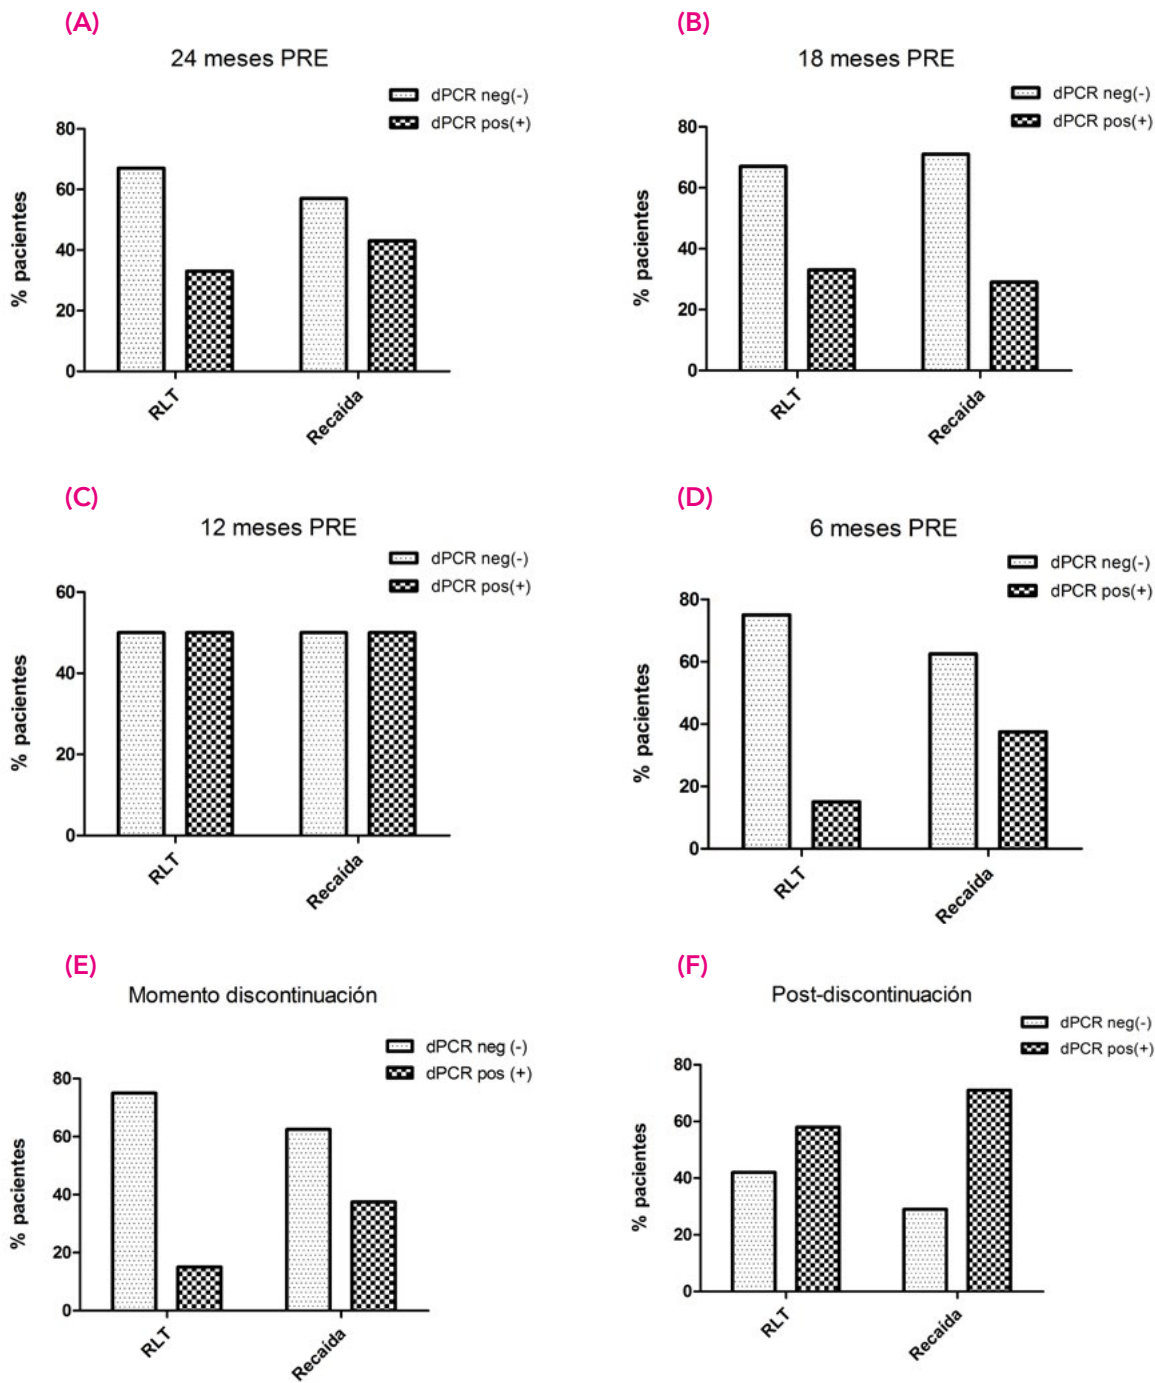 (A)
24 meses PRE
dPCR neg(-)
dPCR pos(+)
% pacientes
80
60
40
20
0
RLT
Recaída
(B)
18 meses PRE
dPCR neg(-)
dPCR pos(+)
% pacientes
80
60
40
20
0
RLT
Recaída
(C)
12 meses PRE
dPCR neg(-)
dPCR pos(+)
% pacientes
60
40
20
0
RLT
Recaída
(D)
6 meses PRE
dPCR neg(-)
dPCR pos(+)
% pacientes
80
60
40
20
0
RLT
Recaída
(E)
Momento discontinuación
dPCR neg (-)
dPCR pos (+)
% pacientes
80
60
40
20
0
RLT
Recaída
(F)
Post-discontinuación
dPCR neg(-)
dPCR pos(+)
% pacientes
80
60
40
20
0
RLT
Recaída